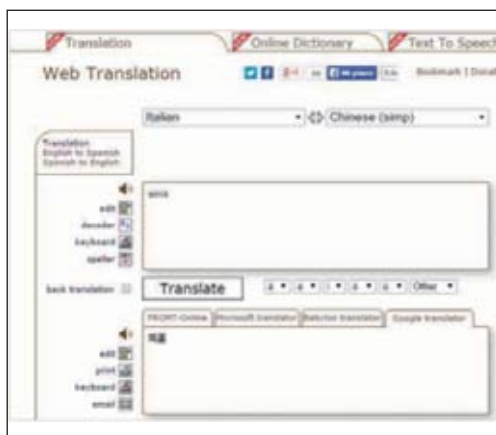 Translation
Online Dictionary
Text To Speech
Web Translation
Bookmark | Donat
Italian
Chinese (simp)
Translation
English to Spanish
Spanish to English
edit
decoder
keyboard
speller
back translation
Translate
Other
PROMT-Online
Microsoft translator
Babylon translator
Google translator
edit
print
keyboard
email